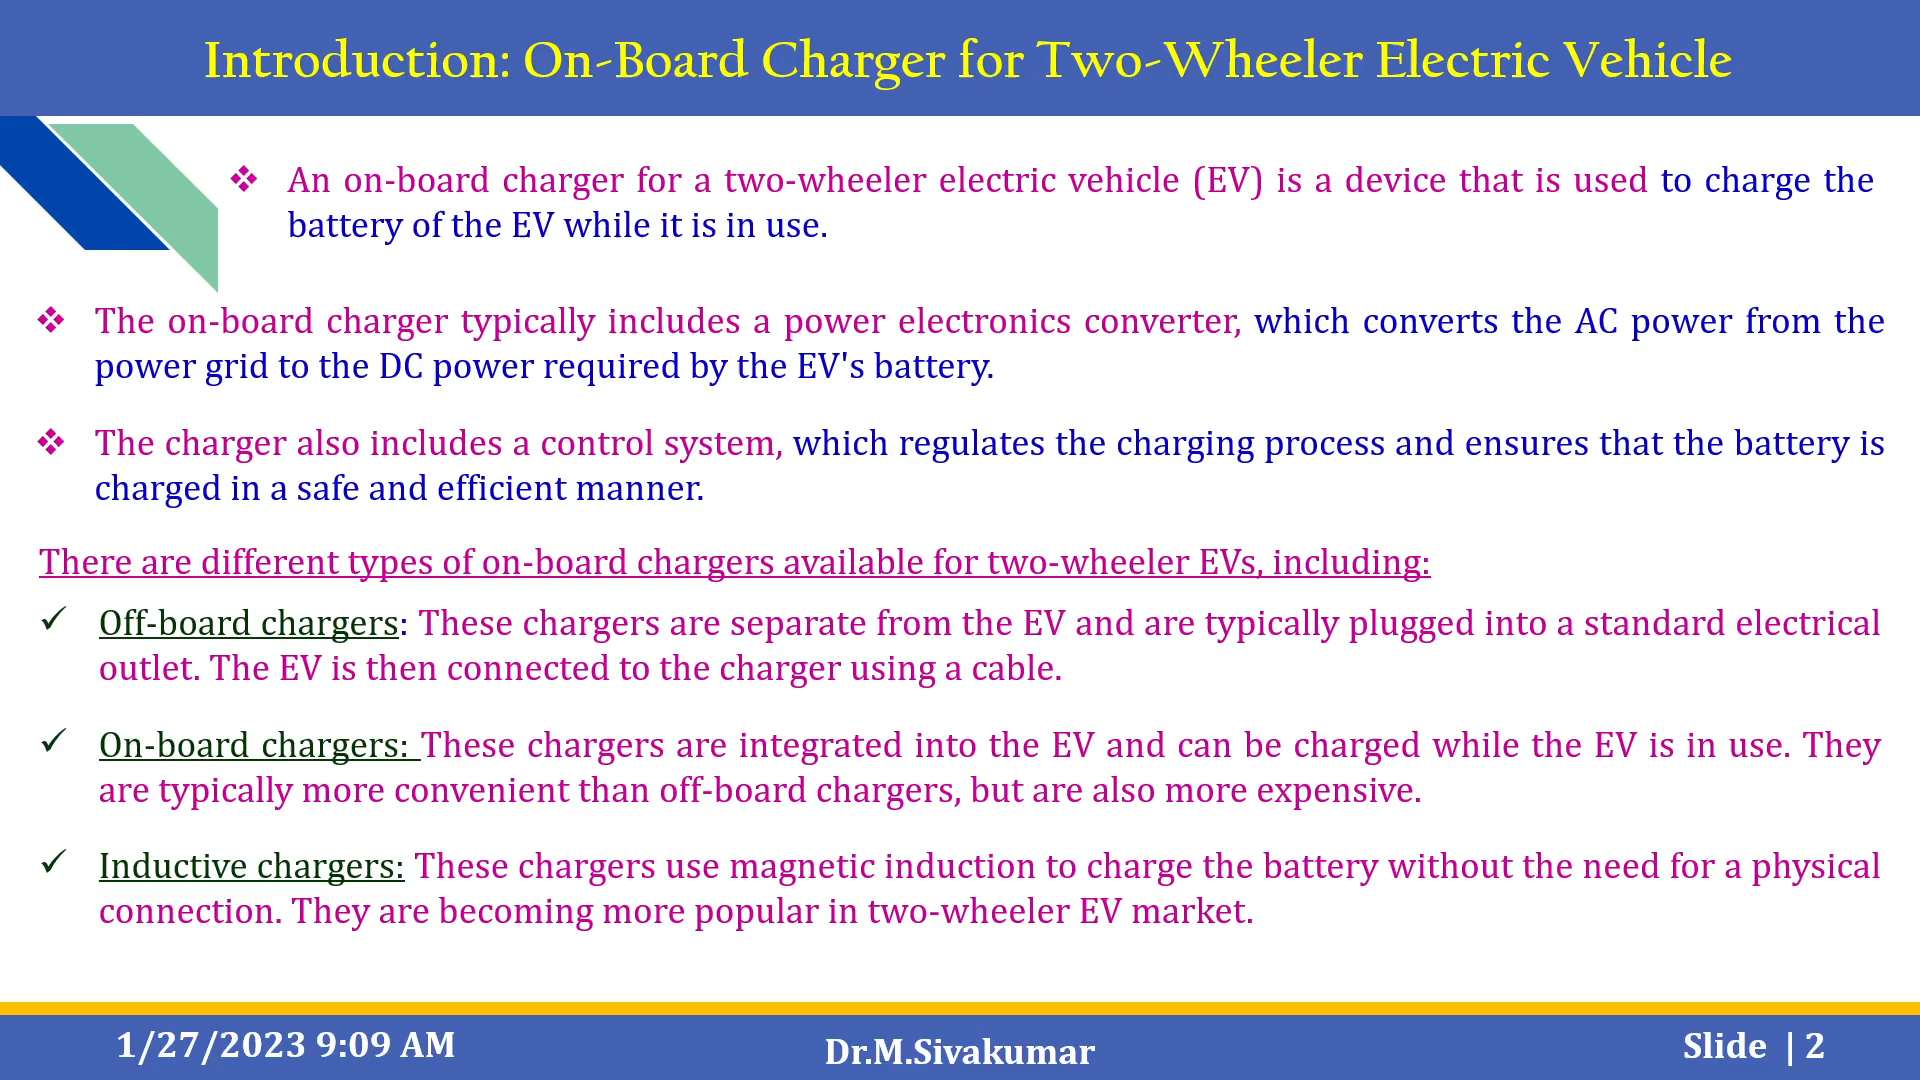 Introduction: On-Board Charger for Two-Wheeler Electric Vehicle
❖ An on-board charger for a two-wheeler electric vehicle (EV) is a device that is used to charge the
battery of the EV while it is in use.
❖ The on-board charger typically includes a power electronics converter, which converts the AC power from the
power grid to the DC power required by the EV's battery.
❖ The charger also includes a control system, which regulates the charging process and ensures that the battery is
charged in a safe and efficient manner.
There are different types of on-board chargers available for two-wheeler EVs, including:
✓ Off-board chargers: These chargers are separate from the EV and are typically plugged into a standard electrical
outlet. The EV is then connected to the charger using a cable.
✓ On-board chargers: These chargers are integrated into the EV and can be charged while the EV is in use. They
are typically more convenient than off-board chargers, but are also more expensive.
✓ Inductive chargers: These chargers use magnetic induction to charge the battery without the need for a physical
connection. They are becoming more popular in two-wheeler EV market.
1/27/2023 9:09 AM
Dr.M.Sivakumar
Slide | 2